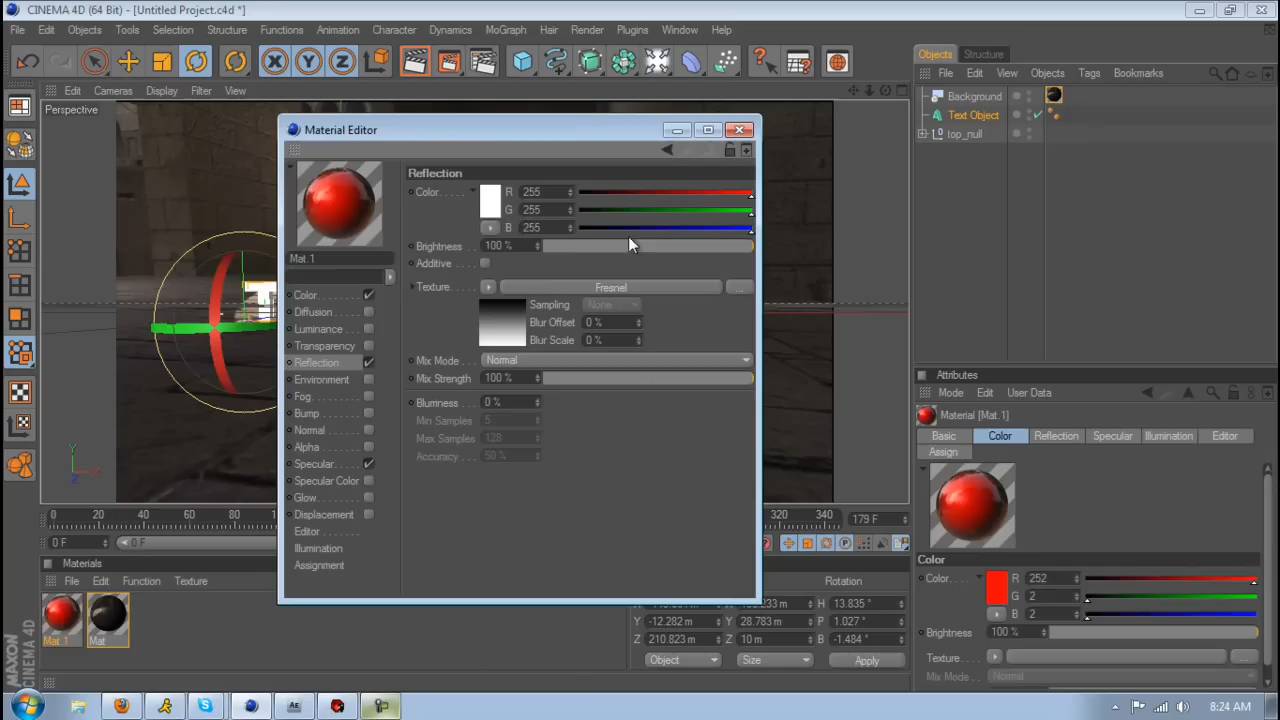 CINEMA 4D (64 Bit) - [Untitled Project.c4d *]
File Edit Objects Tools Selection Structure Functions Animation Character Dynamics MoGraph Hair Render Plugins Window Help
Objects Structure
File Edit View Objects Tags Bookmarks
Edit Cameras Display Filter View
Perspective
Background
Text Object
top_null
Material Editor
Reflection
Color R 255
G 255
B 255
Brightness 100 %
Additive
Texture Fresnel ...
Sampling None
Blur Offset 0 %
Blur Scale 0 %
Mix Mode Normal
Mix Strength 100 %
Blurriness 0 %
Min Samples 5
Max Samples 128
Accuracy 50 %
Mat.1
Color
Diffusion
Luminance
Transparency
Reflection
Environment
Fog
Bump
Normal
Alpha
Specular
Specular Color
Glow
Displacement
Editor
Illumination
Assignment
Attributes
Mode Edit User Data
Material [Mat.1]
Basic Color Reflection Specular Illumination Editor
Assign
Color
Color R 252
G 2
B 2
Brightness 100 %
Texture ...
Mix Mode Normal
0 20 40 60 80 320 340 179 F
0 F 0 F
Materials
File Edit Function Texture
Mat.1 Mat
Rotation
H 13.835 °
Y -12.282 m Y 28.783 m P 1.027 °
Z 210.823 m Z 10 m B -1.484 °
Object Size Apply
MAXON
CINEMA 4D
8:24 AM